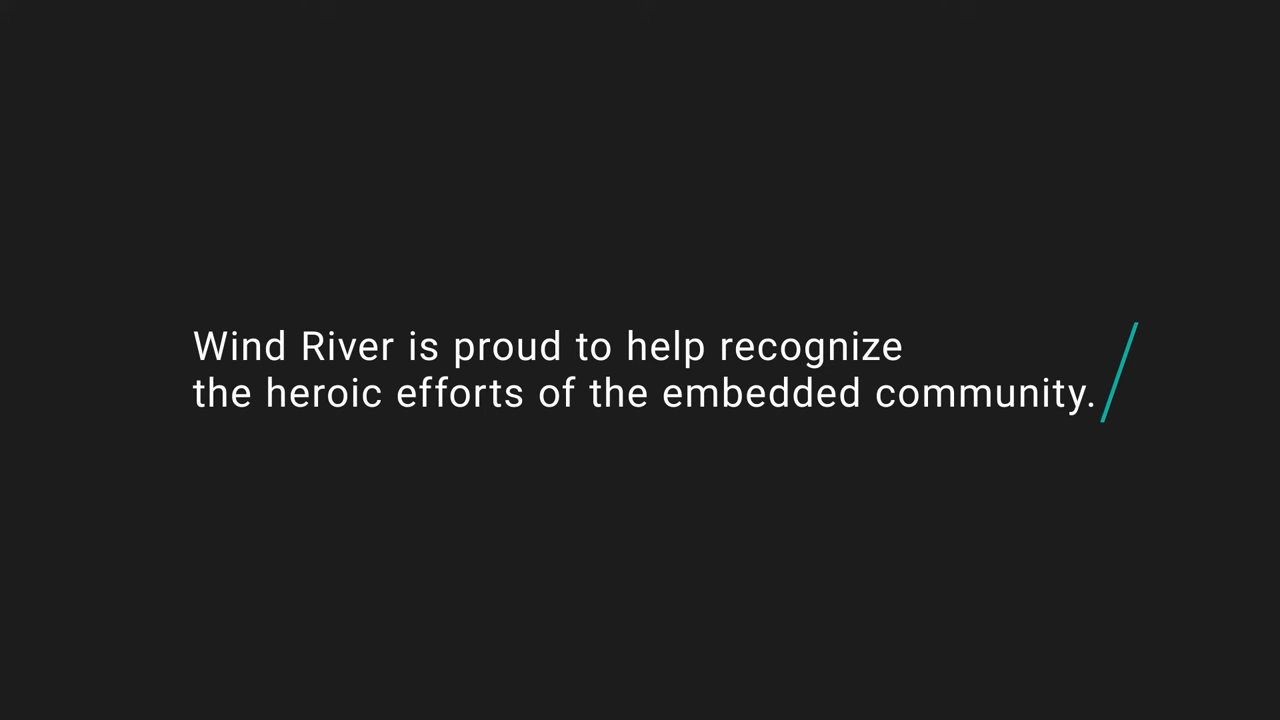 Wind River is proud to help recognize
the heroic efforts of the embedded community.